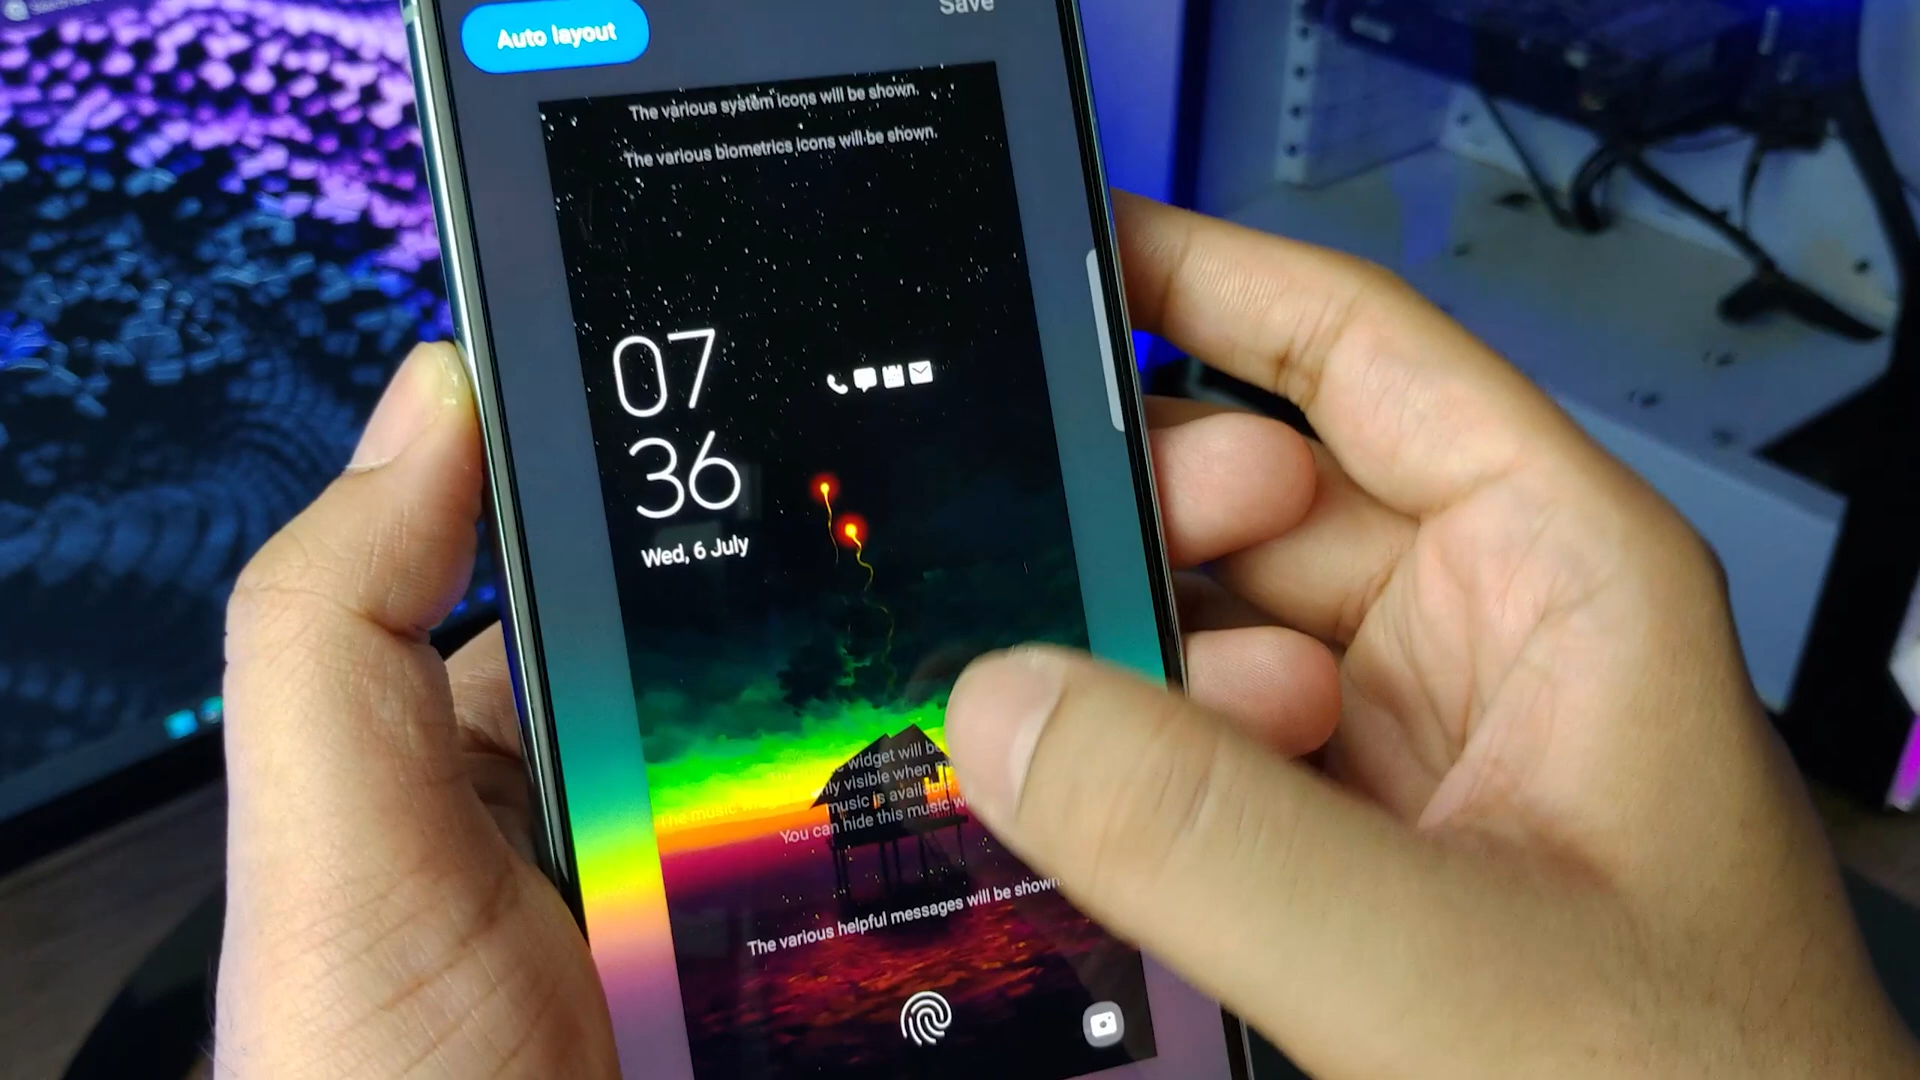 Save
Auto layout
The various system icons will be shown.
The various biometrics icons will be shown.
07
36
Wed, 6 July
widget will be
visible when
The music
music is available.
You can hide this music
The various helpful messages will be shown.